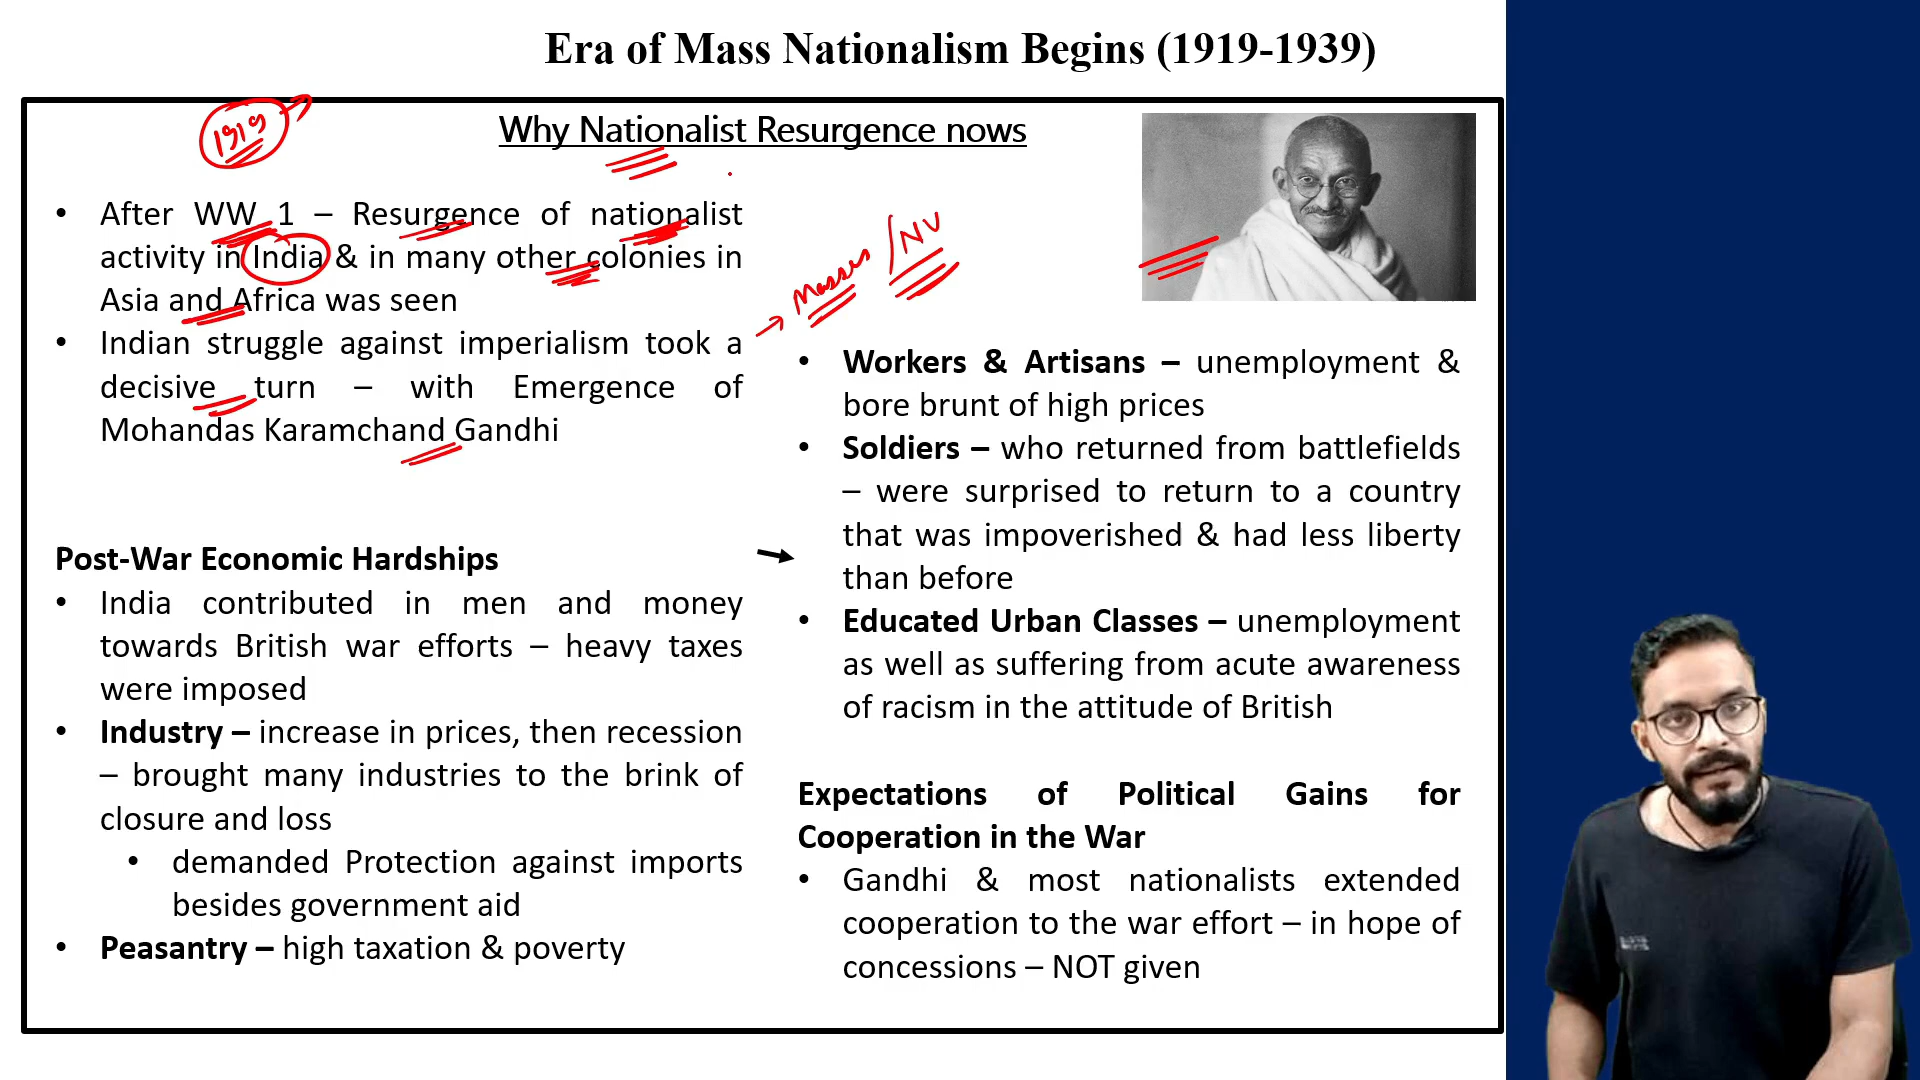 Era of Mass Nationalism Begins (1919-1939)
1919
Why Nationalist Resurgence nows
• After WW 1 – Resurgence of nationalist
activity in India & in many other colonies in
Asia and Africa was seen
• Indian struggle against imperialism took a
decisive turn – with Emergence of
Mohandas Karamchand Gandhi
Post-War Economic Hardships
• India contributed in men and money
towards British war efforts – heavy taxes
were imposed
• Industry – increase in prices, then recession
– brought many industries to the brink of
closure and loss
• demanded Protection against imports
besides government aid
• Peasantry – high taxation & poverty
→ Masses / NV
• Workers & Artisans – unemployment &
bore brunt of high prices
• Soldiers – who returned from battlefields
– were surprised to return to a country
that was impoverished & had less liberty
than before
• Educated Urban Classes – unemployment
as well as suffering from acute awareness
of racism in the attitude of British
Expectations of Political Gains for
Cooperation in the War
• Gandhi & most nationalists extended
cooperation to the war effort – in hope of
concessions – NOT given